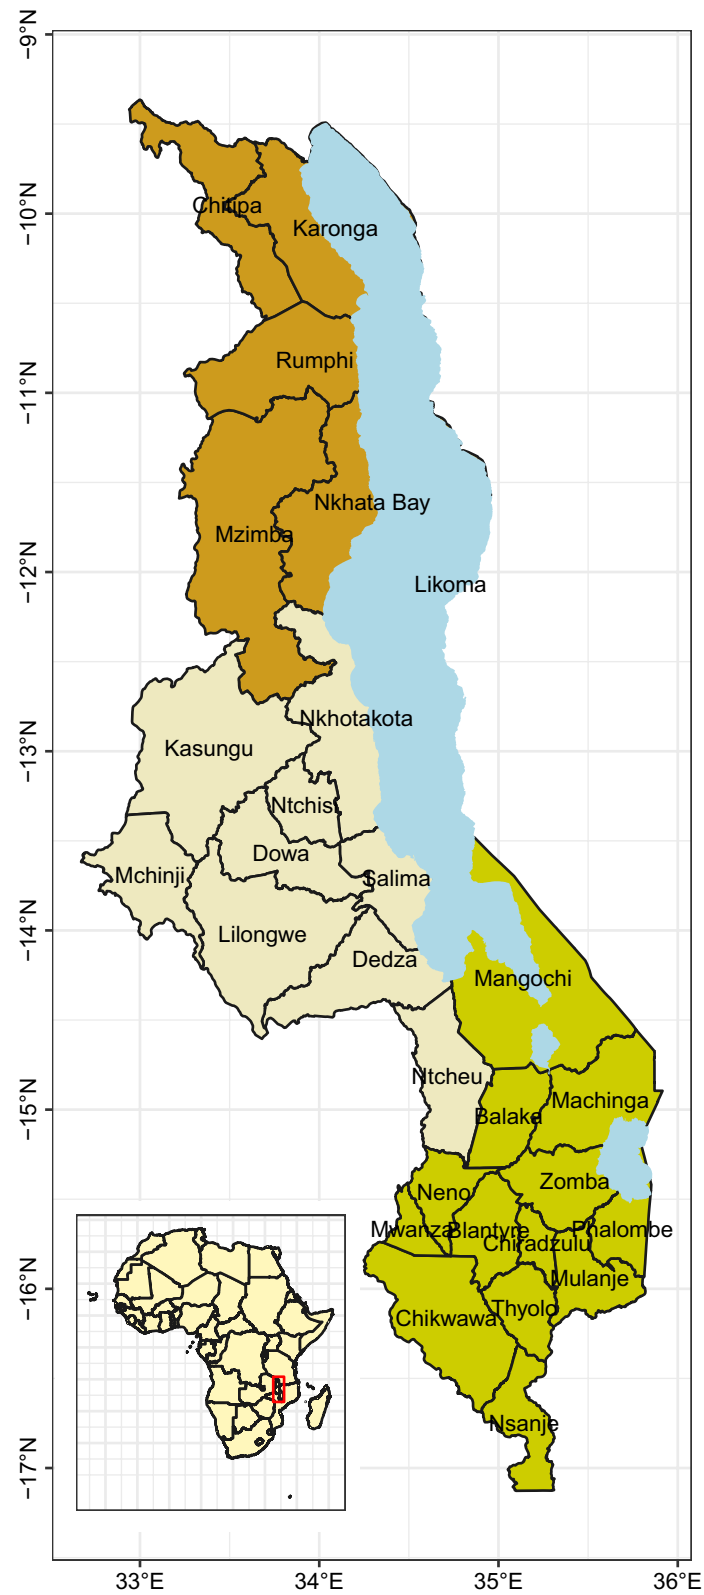 −9°N
Chitipa
−10°N
Karonga
Rumphi
−11°N
Nkhata Bay
Mzimba
−12°N
Likoma
Nkhotakota
Kasungu
−13°N
Ntchisi
Dowa
Mchinji
Salima
−14°N
Lilongwe
Dedza
Mangochi
Ntcheu
Machinga
−15°N
Balaka
Zomba
Neno
Mwanza
Blantyre
Phalombe
Chiradzulu
Mulanje
−16°N
Chikwawa
Thyolo
Nsanje
−17°N
33°E
34°E
35°E
36°E